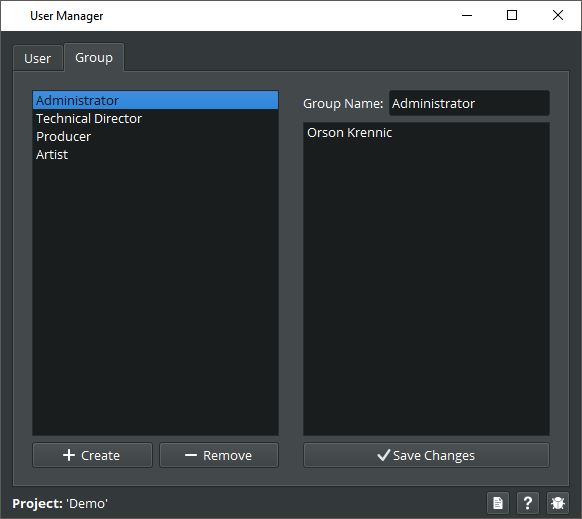 User Manager
User
Group
Administrator
Technical Director
Producer
Artist
Group Name: Administrator
Orson Krennic
Create
Remove
Save Changes
Project: 'Demo'
?